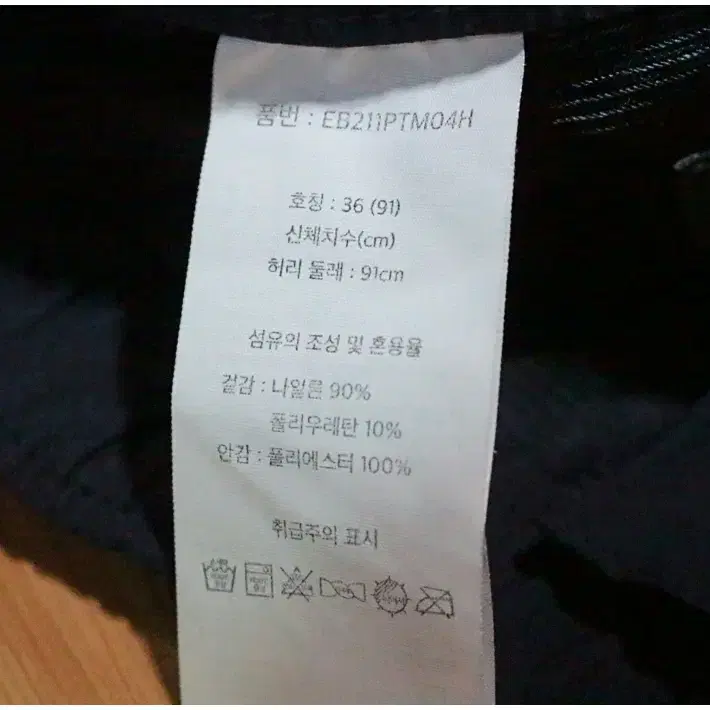 품번 : EB211PTM04H
호칭 : 36 (91)
신체치수(cm)
허리 둘레 : 91cm
섬유의 조성 및 혼용율
겉감 : 나일론 90%
폴리우레탄 10%
안감 : 폴리에스터 100%
취급주의 표시